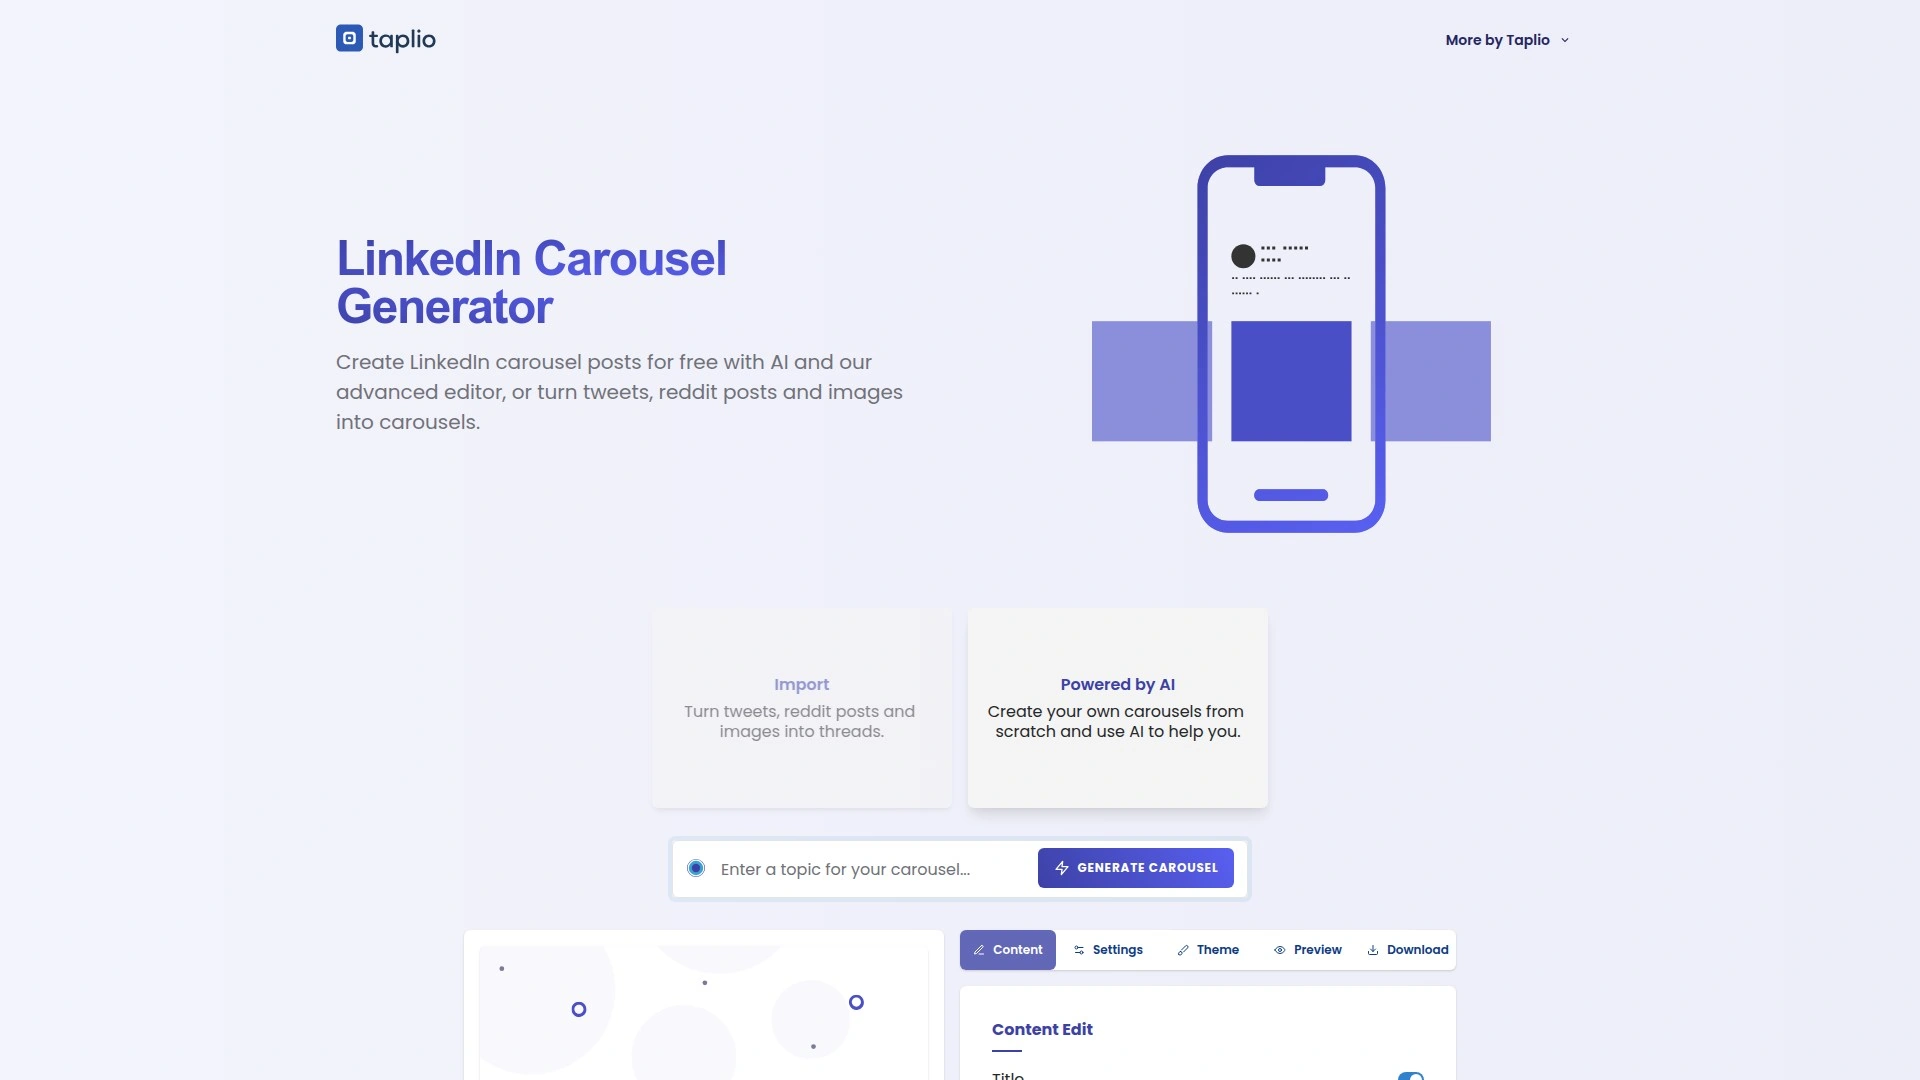 taplio
More by Taplio
LinkedIn Carousel
Generator
Create LinkedIn carousel posts for free with AI and our
advanced editor, or turn tweets, reddit posts and images
into carousels.
Import
Turn tweets, reddit posts and
images into threads.
Powered by AI
Create your own carousels from
scratch and use AI to help you.
Enter a topic for your carousel...
GENERATE CAROUSEL
Content
Settings
Theme
Preview
Download
Content Edit
Title